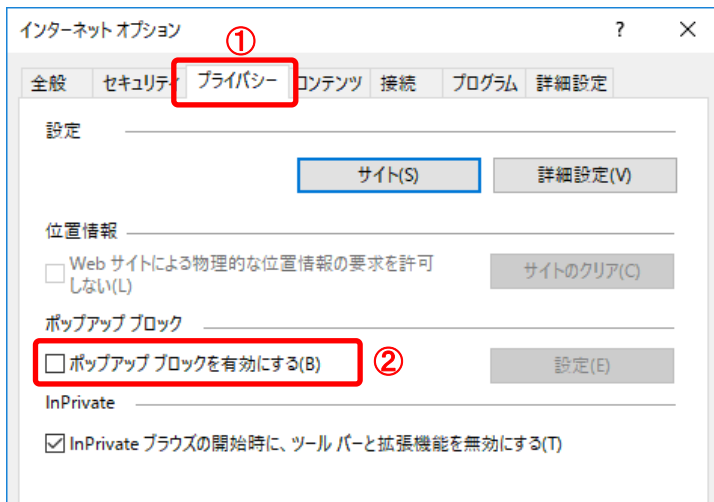 インターネット オプション ? ×
①
全般 セキュリティ プライバシー コンテンツ 接続 プログラム 詳細設定
設定
サイト(S) 詳細設定(V)
位置情報
Web サイトによる物理的な位置情報の要求を許可
しない(L)
サイトのクリア(C)
ポップアップ ブロック
ポップアップ ブロックを有効にする(B) ② 設定(E)
InPrivate
InPrivate ブラウズの開始時に、ツール バーと拡張機能を無効にする(T)